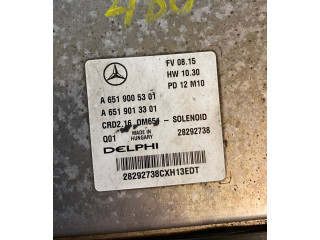 480
FV 08.15
HW 10.30
PD 12 M10
A 651 900 53 01
A 651 901 33 01
CRD2.16 OM651 - SOLENOID
Q01
MADE IN
HUNGARY
28292738
DELPHI
28292738CXH13EDT